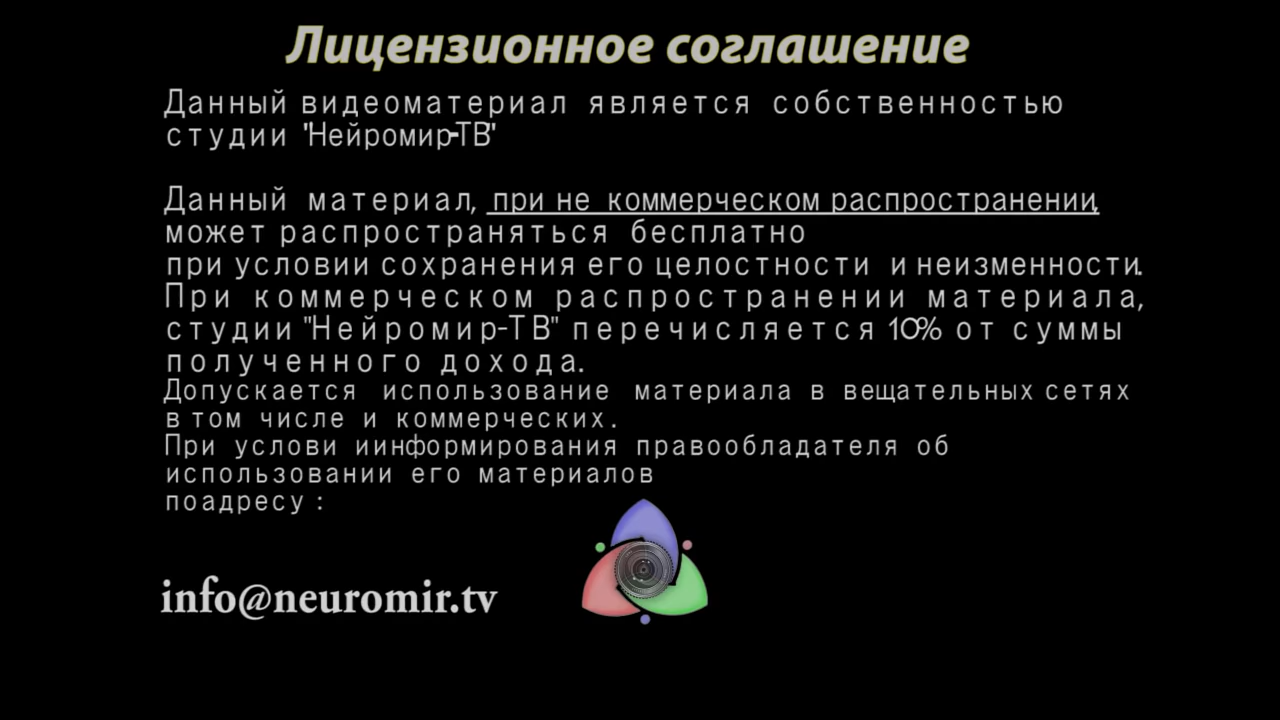 Лицензионное соглашение
Данный видеоматериал является собственностью
студии "Нейромир-ТВ"
Данный материал, при не коммерческом распространении,
может распространяться бесплатно
при условии сохранения его целостности и неизменности.
При коммерческом распространении материала,
студии "Нейромир-ТВ" перечисляется 10% от суммы
полученного дохода.
Допускается использование материала в вещательных сетях
в том числе и коммерческих.
При услови иинформирования правообладателя об
использовании его материалов
поадресу :
info@neuromir.tv